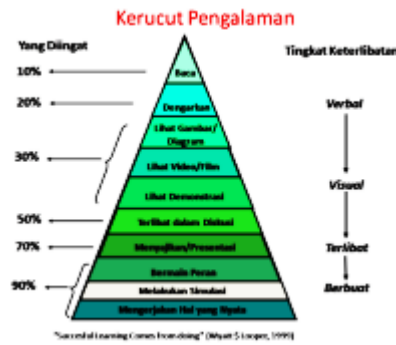 Kerucut Pengalaman
Yang Diingat
Tingkat Keterlibatan
10%
Baca
20%
Dengarkan
Verbal
Lihat Gambar/
Diagram
30%
Lihat Video/Film
Lihat Demonstrasi
Visual
50%
Terlibat dalam Diskusi
70%
Menyajikan/Presentasi
Terlibat
Bermain Peran
90%
Melakukan Simulasi
Berbuat
Mengerjakan Hal yang Nyata
"Succesful Learning Comes from doing" (Wyatt $ Looper, 1999)